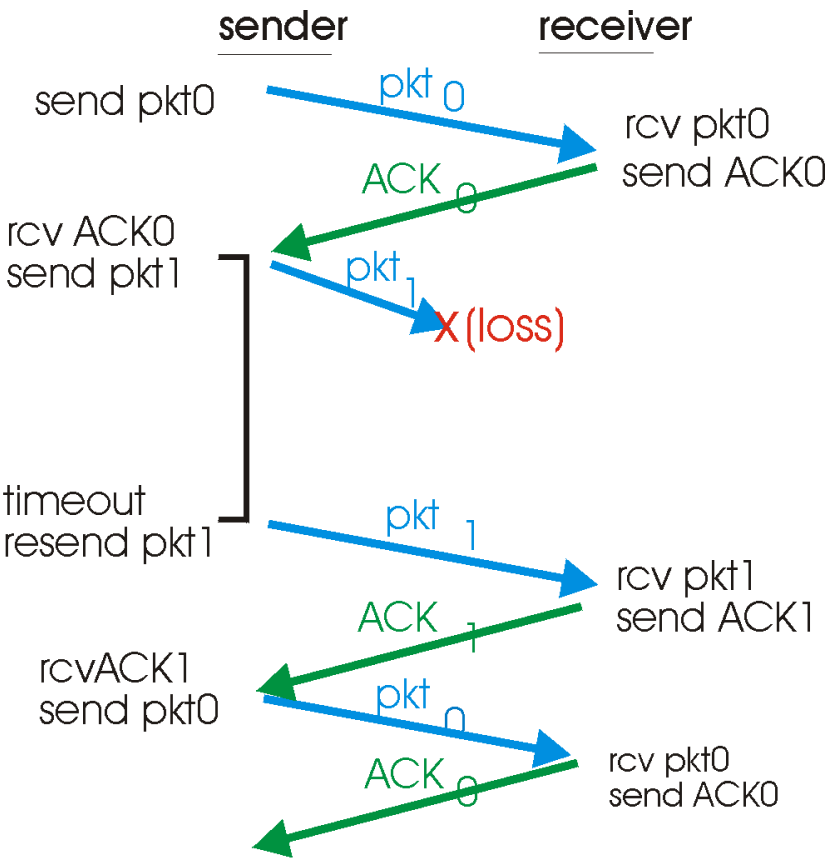 sender receiver
send pkt0
pkt 0
rcv pkt0
send ACK0
ACK 0
rcv ACK0
send pkt1
pkt 1
X (loss)
timeout
resend pkt1
pkt 1
rcv pkt1
send ACK1
ACK 1
rcvACK1
send pkt0
pkt 0
rcv pkt0
send ACK0
ACK 0